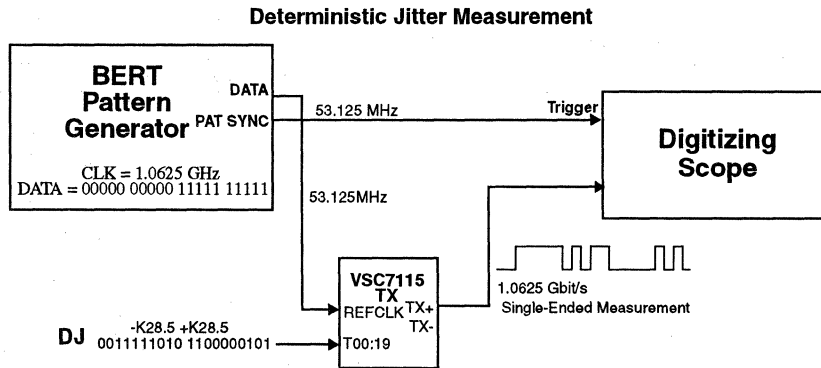 Deterministic Jitter Measurement
BERT
Pattern
Generator
DATA
PAT SYNC
CLK = 1.0625 GHz
DATA = 00000 00000 11111 11111
53.125 MHz
Trigger
Digitizing
Scope
53.125MHz
VSC7115
TX
REFCLK
TX+
TX-
T00:19
1.0625 Gbit/s
Single-Ended Measurement
-K28.5 +K28.5
DJ
0011111010 1100000101